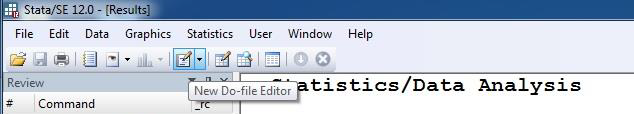 Stata/SE 12.0 - [Results]
File Edit Data Graphics Statistics User Window Help
Review
# Command _rc
New Do-file Editor
Statistics/Data Analysis